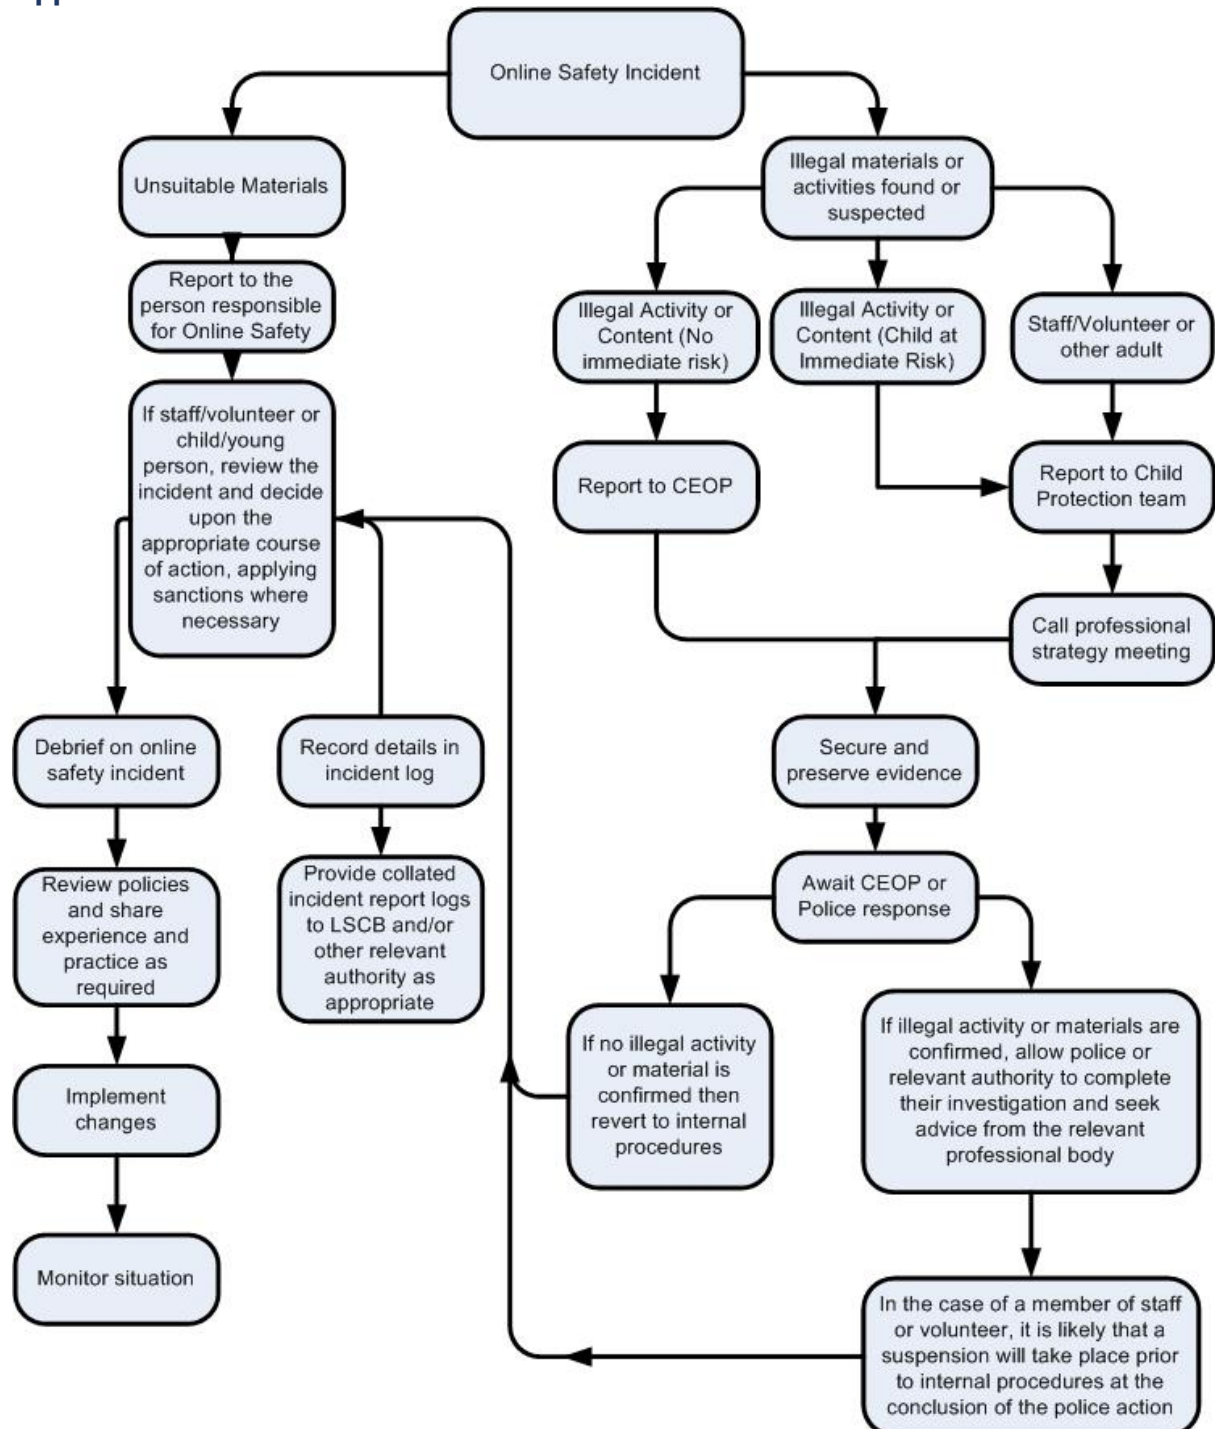 Online Safety Incident
Unsuitable Materials
Report to the
person responsible
for Online Safety
If staff/volunteer or
child/young
person, review the
incident and decide
upon the
appropriate course
of action, applying
sanctions where
necessary
Debrief on online
safety incident
Review policies
and share
experience and
practice as
required
Implement
changes
Monitor situation
Record details in
incident log
Provide collated
incident report logs
to LSCB and/or
other relevant
authority as
appropriate
Illegal materials or
activities found or
suspected
Illegal Activity or
Content (No
immediate risk)
Illegal Activity or
Content (Child at
Immediate Risk)
Staff/Volunteer or
other adult
Report to CEOP
Report to Child
Protection team
Call professional
strategy meeting
Secure and
preserve evidence
Await CEOP or
Police response
If no illegal activity
or material is
confirmed then
revert to internal
procedures
If illegal activity or materials are
confirmed, allow police or
relevant authority to complete
their investigation and seek
advice from the relevant
professional body
In the case of a member of staff
or volunteer, it is likely that a
suspension will take place prior
to internal procedures at the
conclusion of the police action